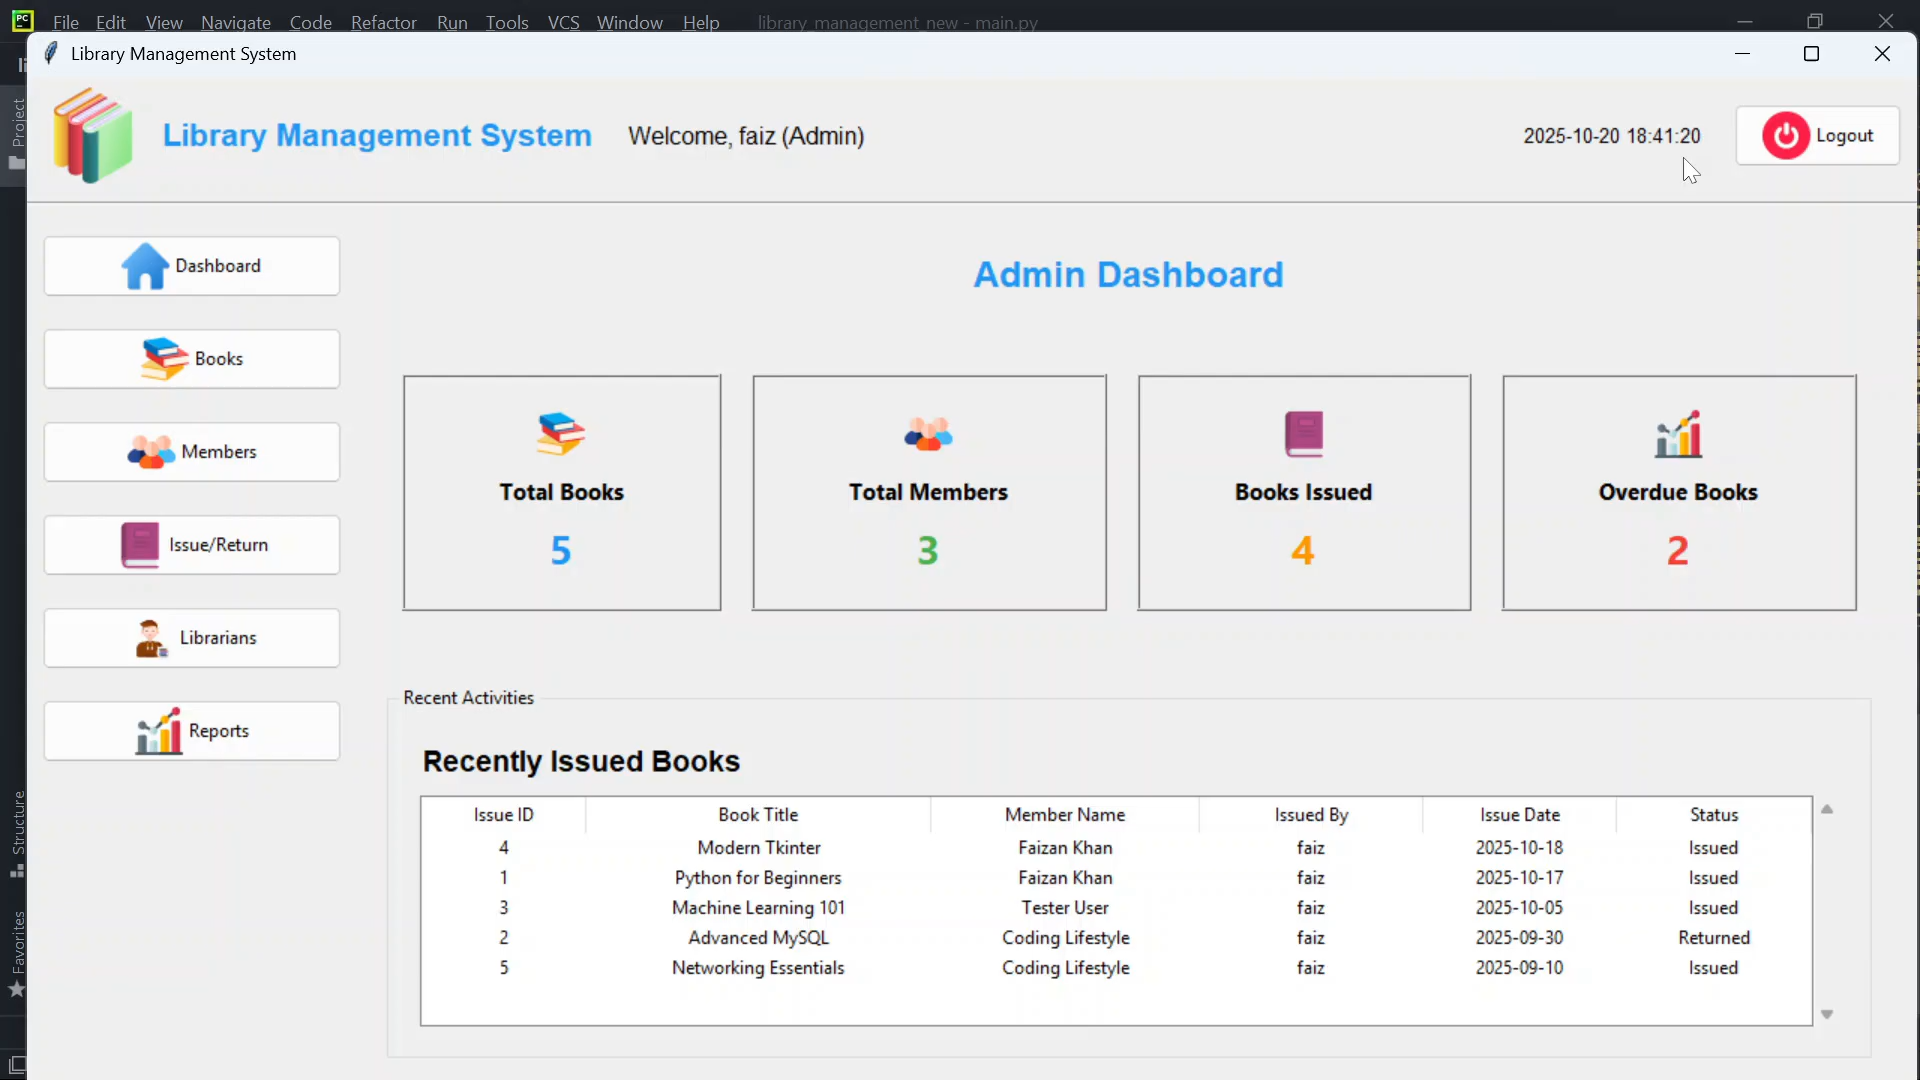 File Edit View Navigate Code Refactor Run Tools VCS Window Help library_management_new - main.py
Library Management System
Library Management System Welcome, faiz (Admin) 2025-10-20 18:41:20 Logout
Project
Dashboard
Books
Members
Issue/Return
Librarians
Reports
Structure
Favorites
Admin Dashboard
Total Books Total Members Books Issued Overdue Books
5 3 4 2
Recent Activities
Recently Issued Books
Issue ID Book Title Member Name Issued By Issue Date Status
4 Modern Tkinter Faizan Khan faiz 2025-10-18 Issued
1 Python for Beginners Faizan Khan faiz 2025-10-17 Issued
3 Machine Learning 101 Tester User faiz 2025-10-05 Issued
2 Advanced MySQL Coding Lifestyle faiz 2025-09-30 Returned
5 Networking Essentials Coding Lifestyle faiz 2025-09-10 Issued